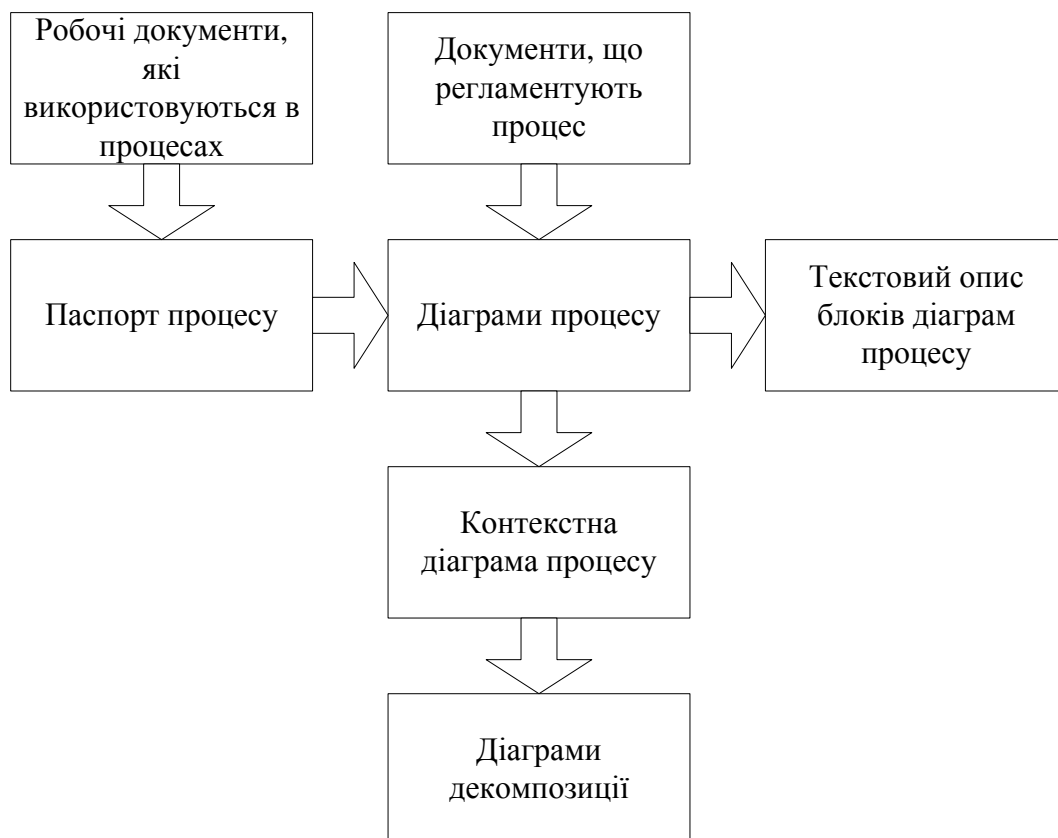 Робочі документи,
які
використовуються в
процесах
Документи, що
регламентують
процес
Паспорт процесу
Діаграми процесу
Текстовий опис
блоків діаграм
процесу
Контекстна
діаграма процесу
Діаграми
декомпозиції